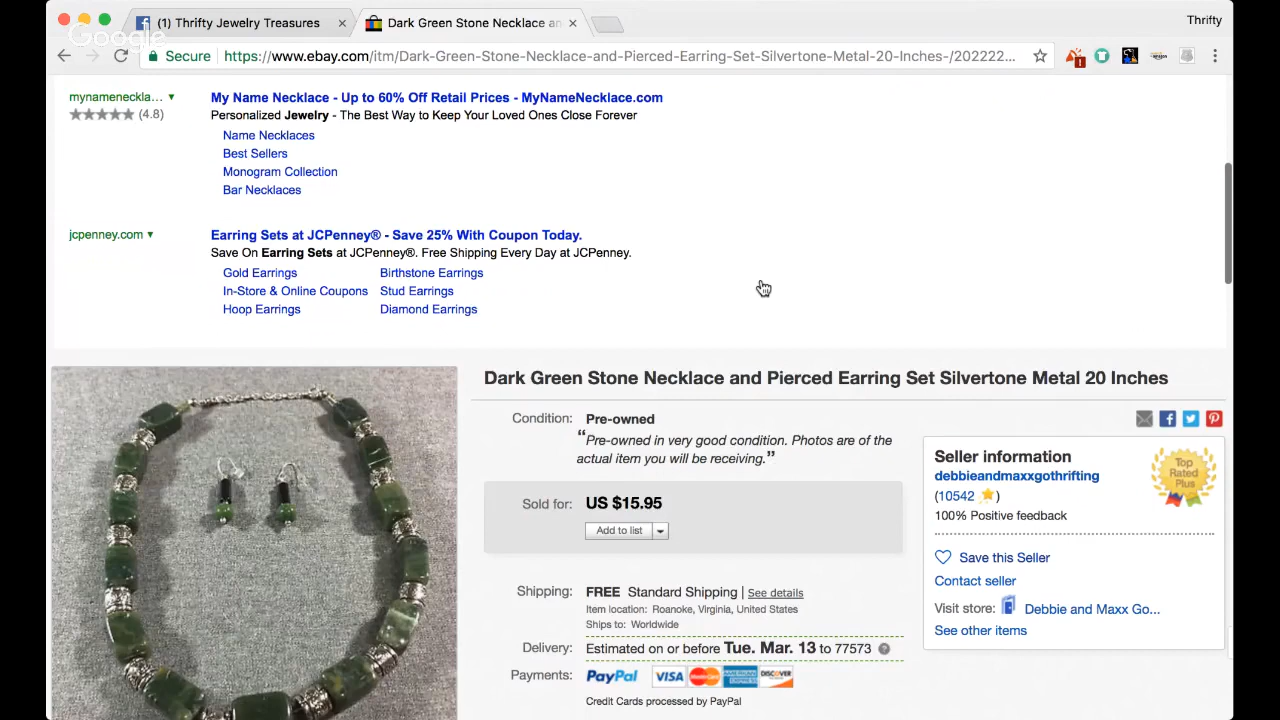 (1) Thrifty Jewelry Treasures
Dark Green Stone Necklace an
Thrifty
Google
Secure
https://www.ebay.com/itm/Dark-Green-Stone-Necklace-and-Pierced-Earring-Set-Silvertone-Metal-20-Inches-/202222...
mynameneckla... ▼
My Name Necklace - Up to 60% Off Retail Prices - MyNameNecklace.com
(4.8)
Personalized Jewelry - The Best Way to Keep Your Loved Ones Close Forever
Name Necklaces
Best Sellers
Monogram Collection
Bar Necklaces
jcpenney.com ▼
Earring Sets at JCPenney® - Save 25% With Coupon Today.
Save On Earring Sets at JCPenney®. Free Shipping Every Day at JCPenney.
Gold Earrings
Birthstone Earrings
In-Store & Online Coupons
Stud Earrings
Hoop Earrings
Diamond Earrings
Dark Green Stone Necklace and Pierced Earring Set Silvertone Metal 20 Inches
Condition: Pre-owned
"Pre-owned in very good condition. Photos are of the
actual item you will be receiving."
Sold for: US $15.95
Add to list
Shipping: FREE Standard Shipping | See details
Item location: Roanoke, Virginia, United States
Ships to: Worldwide
Delivery: Estimated on or before Tue. Mar. 13 to 77573
Payments: PayPal VISA MasterCard AMERICAN EXPRESS DISCOVER
Credit Cards processed by PayPal
Seller information
debbieandmaxxgothrifting
(10542 )
100% Positive feedback
Top
Rated
Plus
Save this Seller
Contact seller
Visit store: Debbie and Maxx Go...
See other items